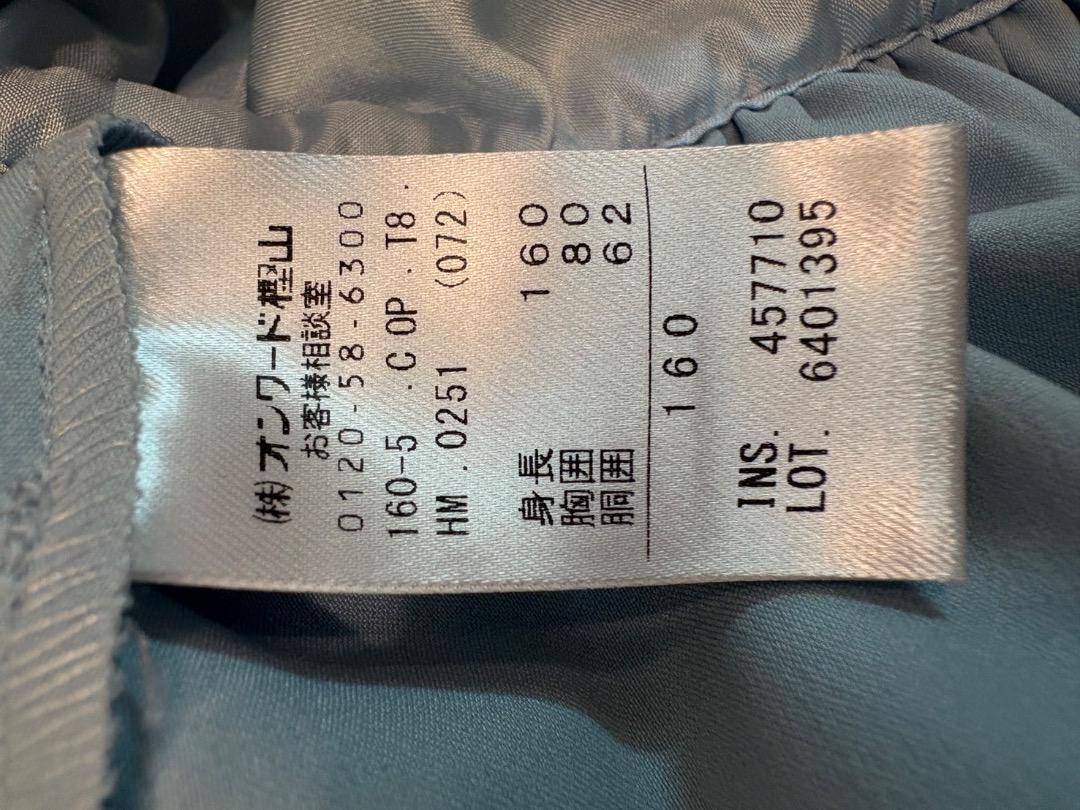 (株)オンワード樫山
お客様相談室
0120-58-6300
160-5 .C OP .T8.
HM .0251 (072)
身長 160
胸囲 80
胴囲 62
160
INS. 457710
LOT. 6401395